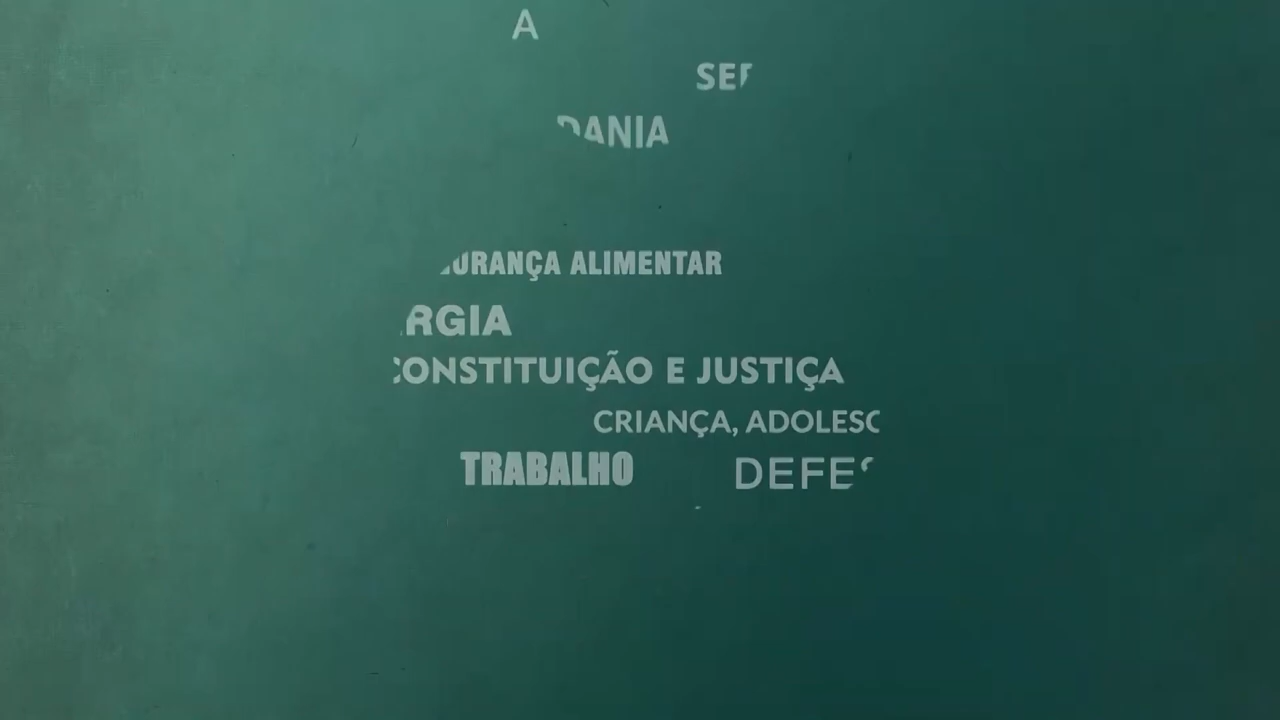 A
SER
DANIA
URANÇA ALIMENTAR
RGIA
CONSTITUIÇÃO E JUSTIÇA
CRIANÇA, ADOLESC
TRABALHO DEFES